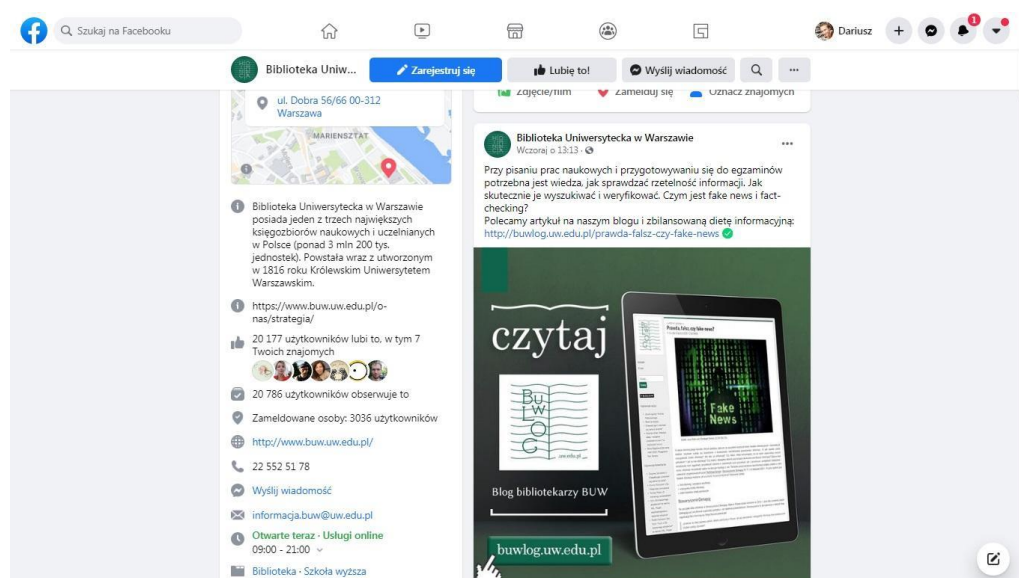 Szukaj na Facebooku
Dariusz
1
Biblioteka Uniw...
Zarejestruj się
Lubię to!
Wyślij wiadomość
ul. Dobra 56/66 00-312
Warszawa
MARIENSZTAT
Biblioteka Uniwersytecka w Warszawie
posiada jeden z trzech największych
księgozbiorów naukowych i uczelnianych
w Polsce (ponad 3 mln 200 tys.
jednostek). Powstała wraz z utworzonym
w 1816 roku Królewskim Uniwersytetem
Warszawskim.
https://www.buw.uw.edu.pl/o-
nas/strategia/
20 177 użytkowników lubi to, w tym 7
Twoich znajomych
20 786 użytkowników obserwuje to
Zameldowane osoby: 3036 użytkowników
http://www.buw.uw.edu.pl/
22 552 51 78
Wyślij wiadomość
informacja.buw@uw.edu.pl
Otwarte teraz · Usługi online
09:00 - 21:00
Biblioteka · Szkoła wyższa
Zdjęcie/film
Zamelduj się
Oznacz znajomych
Biblioteka Uniwersytecka w Warszawie
Wczoraj o 13:13 ·
Przy pisaniu prac naukowych i przygotowywaniu się do egzaminów
potrzebna jest wiedza, jak sprawdzać rzetelność informacji. Jak
skutecznie je wyszukiwać i weryfikować. Czym jest fake news i fact-
checking?
Polecamy artykuł na naszym blogu i zbilansowaną dietę informacyjną:
http://buwlog.uw.edu.pl/prawda-falsz-czy-fake-news
czytaj
BuW
LOG
uw.edu.pl
Blog bibliotekarzy BUW
buwlog.uw.edu.pl
Prawda, fałsz, czy fake news?
Fake
News